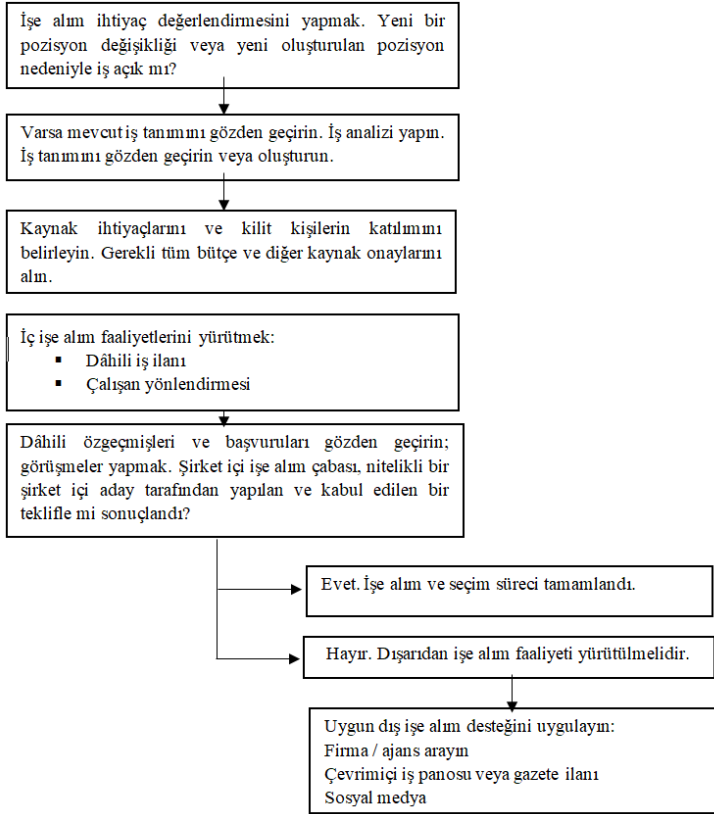 İşe alım ihtiyaç değerlendirmesini yapmak. Yeni bir
pozisyon değişikliği veya yeni oluşturulan pozisyon
nedeniyle iş açık mı?
Varsa mevcut iş tanımını gözden geçirin. İş analizi yapın.
İş tanımını gözden geçirin veya oluşturun.
Kaynak ihtiyaçlarını ve kilit kişilerin katılımını
belirleyin. Gerekli tüm bütçe ve diğer kaynak onaylarını
alın.
İç işe alım faaliyetlerini yürütmek:
▪ Dâhili iş ilanı
▪ Çalışan yönlendirmesi
Dâhili özgeçmişleri ve başvuruları gözden geçirin;
görüşmeler yapmak. Şirket içi işe alım çabası, nitelikli bir
şirket içi aday tarafından yapılan ve kabul edilen bir
teklifle mi sonuçlandı?
Evet. İşe alım ve seçim süreci tamamlandı.
Hayır. Dışarıdan işe alım faaliyeti yürütülmelidir.
Uygun dış işe alım desteğini uygulayın:
Firma / ajans arayın
Çevrimiçi iş panosu veya gazete ilanı
Sosyal medya